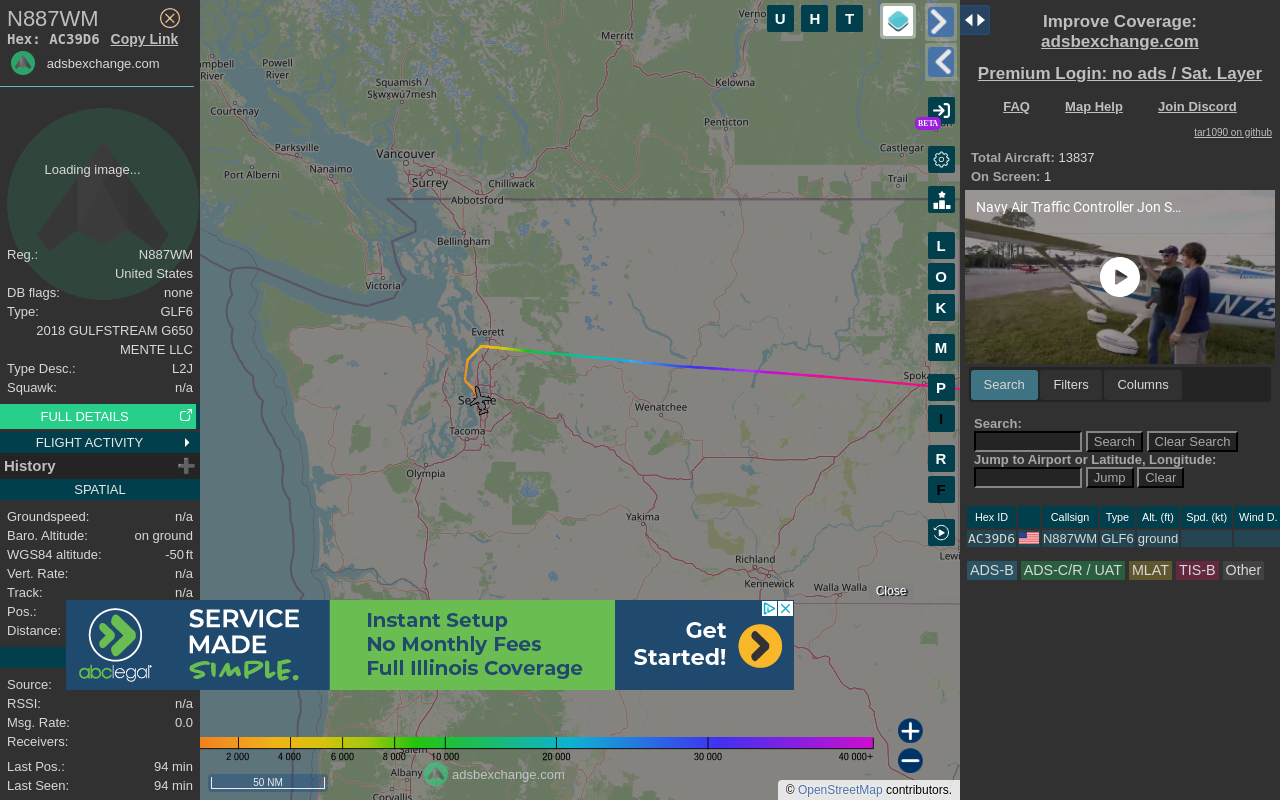 N887WM
Hex: AC39D6 Copy Link
adsbexchange.com
Loading image...
Reg.: N887WM
United States
DB flags: none
Type: GLF6
2018 GULFSTREAM G650
MENTE LLC
Type Desc.: L2J
Squawk: n/a
FULL DETAILS
FLIGHT ACTIVITY
History
SPATIAL
Groundspeed: n/a
Baro. Altitude: on ground
WGS84 altitude: -50 ft
Vert. Rate: n/a
Track: n/a
Pos.:
Distance:
Source:
RSSI: n/a
Msg. Rate: 0.0
Receivers:
Last Pos.: 94 min
Last Seen: 94 min
Merritt
Powell
River
River
Squamish /
Sḵwx̱wú7mesh
Kelowna
Courtenay
Penticton
Parksville
Vancouver
Castlegar
Nanaimo
Port Alberni
Surrey
Chilliwack
Trail
Abbotsford
Bellingham
Victoria
Everett
Wenatchee
Tacoma
Olympia
Yakima
Richland
Kennewick
Walla Walla
Albany
Corvallis
U H T
BETA
L
O
K
M
P
I
R
F
Close
abclegal
SERVICE
MADE
SIMPLE.
Instant Setup
No Monthly Fees
Full Illinois Coverage
Get
Started!
2 000 4 000 6 000 8 000 10 000 20 000 30 000 40 000+
adsbexchange.com
50 NM
© OpenStreetMap contributors.
Improve Coverage:
adsbexchange.com
Premium Login: no ads / Sat. Layer
FAQ Map Help Join Discord
tar1090 on github
Total Aircraft: 13837
On Screen: 1
Navy Air Traffic Controller Jon S…
N73
Search Filters Columns
Search:
Search Clear Search
Jump to Airport or Latitude, Longitude:
Jump Clear
Hex ID Callsign Type Alt. (ft) Spd. (kt) Wind D.
AC39D6 N887WM GLF6 ground
ADS-B ADS-C/R / UAT MLAT TIS-B Other